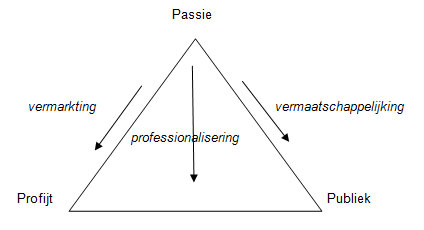 Passie
vermarkting
vermaatschappelijking
professionalisering
Profijt
Publiek